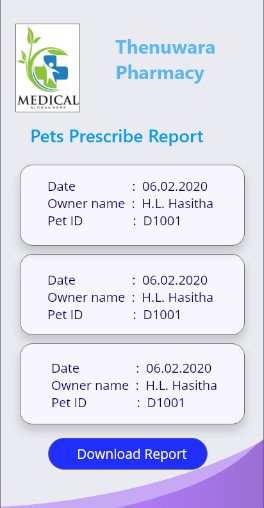 MEDICAL
Thenuwara
Pharmacy
Pets Prescribe Report
Date : 06.02.2020
Owner name : H.L. Hasitha
Pet ID : D1001
Date : 06.02.2020
Owner name : H.L. Hasitha
Pet ID : D1001
Date : 06.02.2020
Owner name : H.L. Hasitha
Pet ID : D1001
Download Report